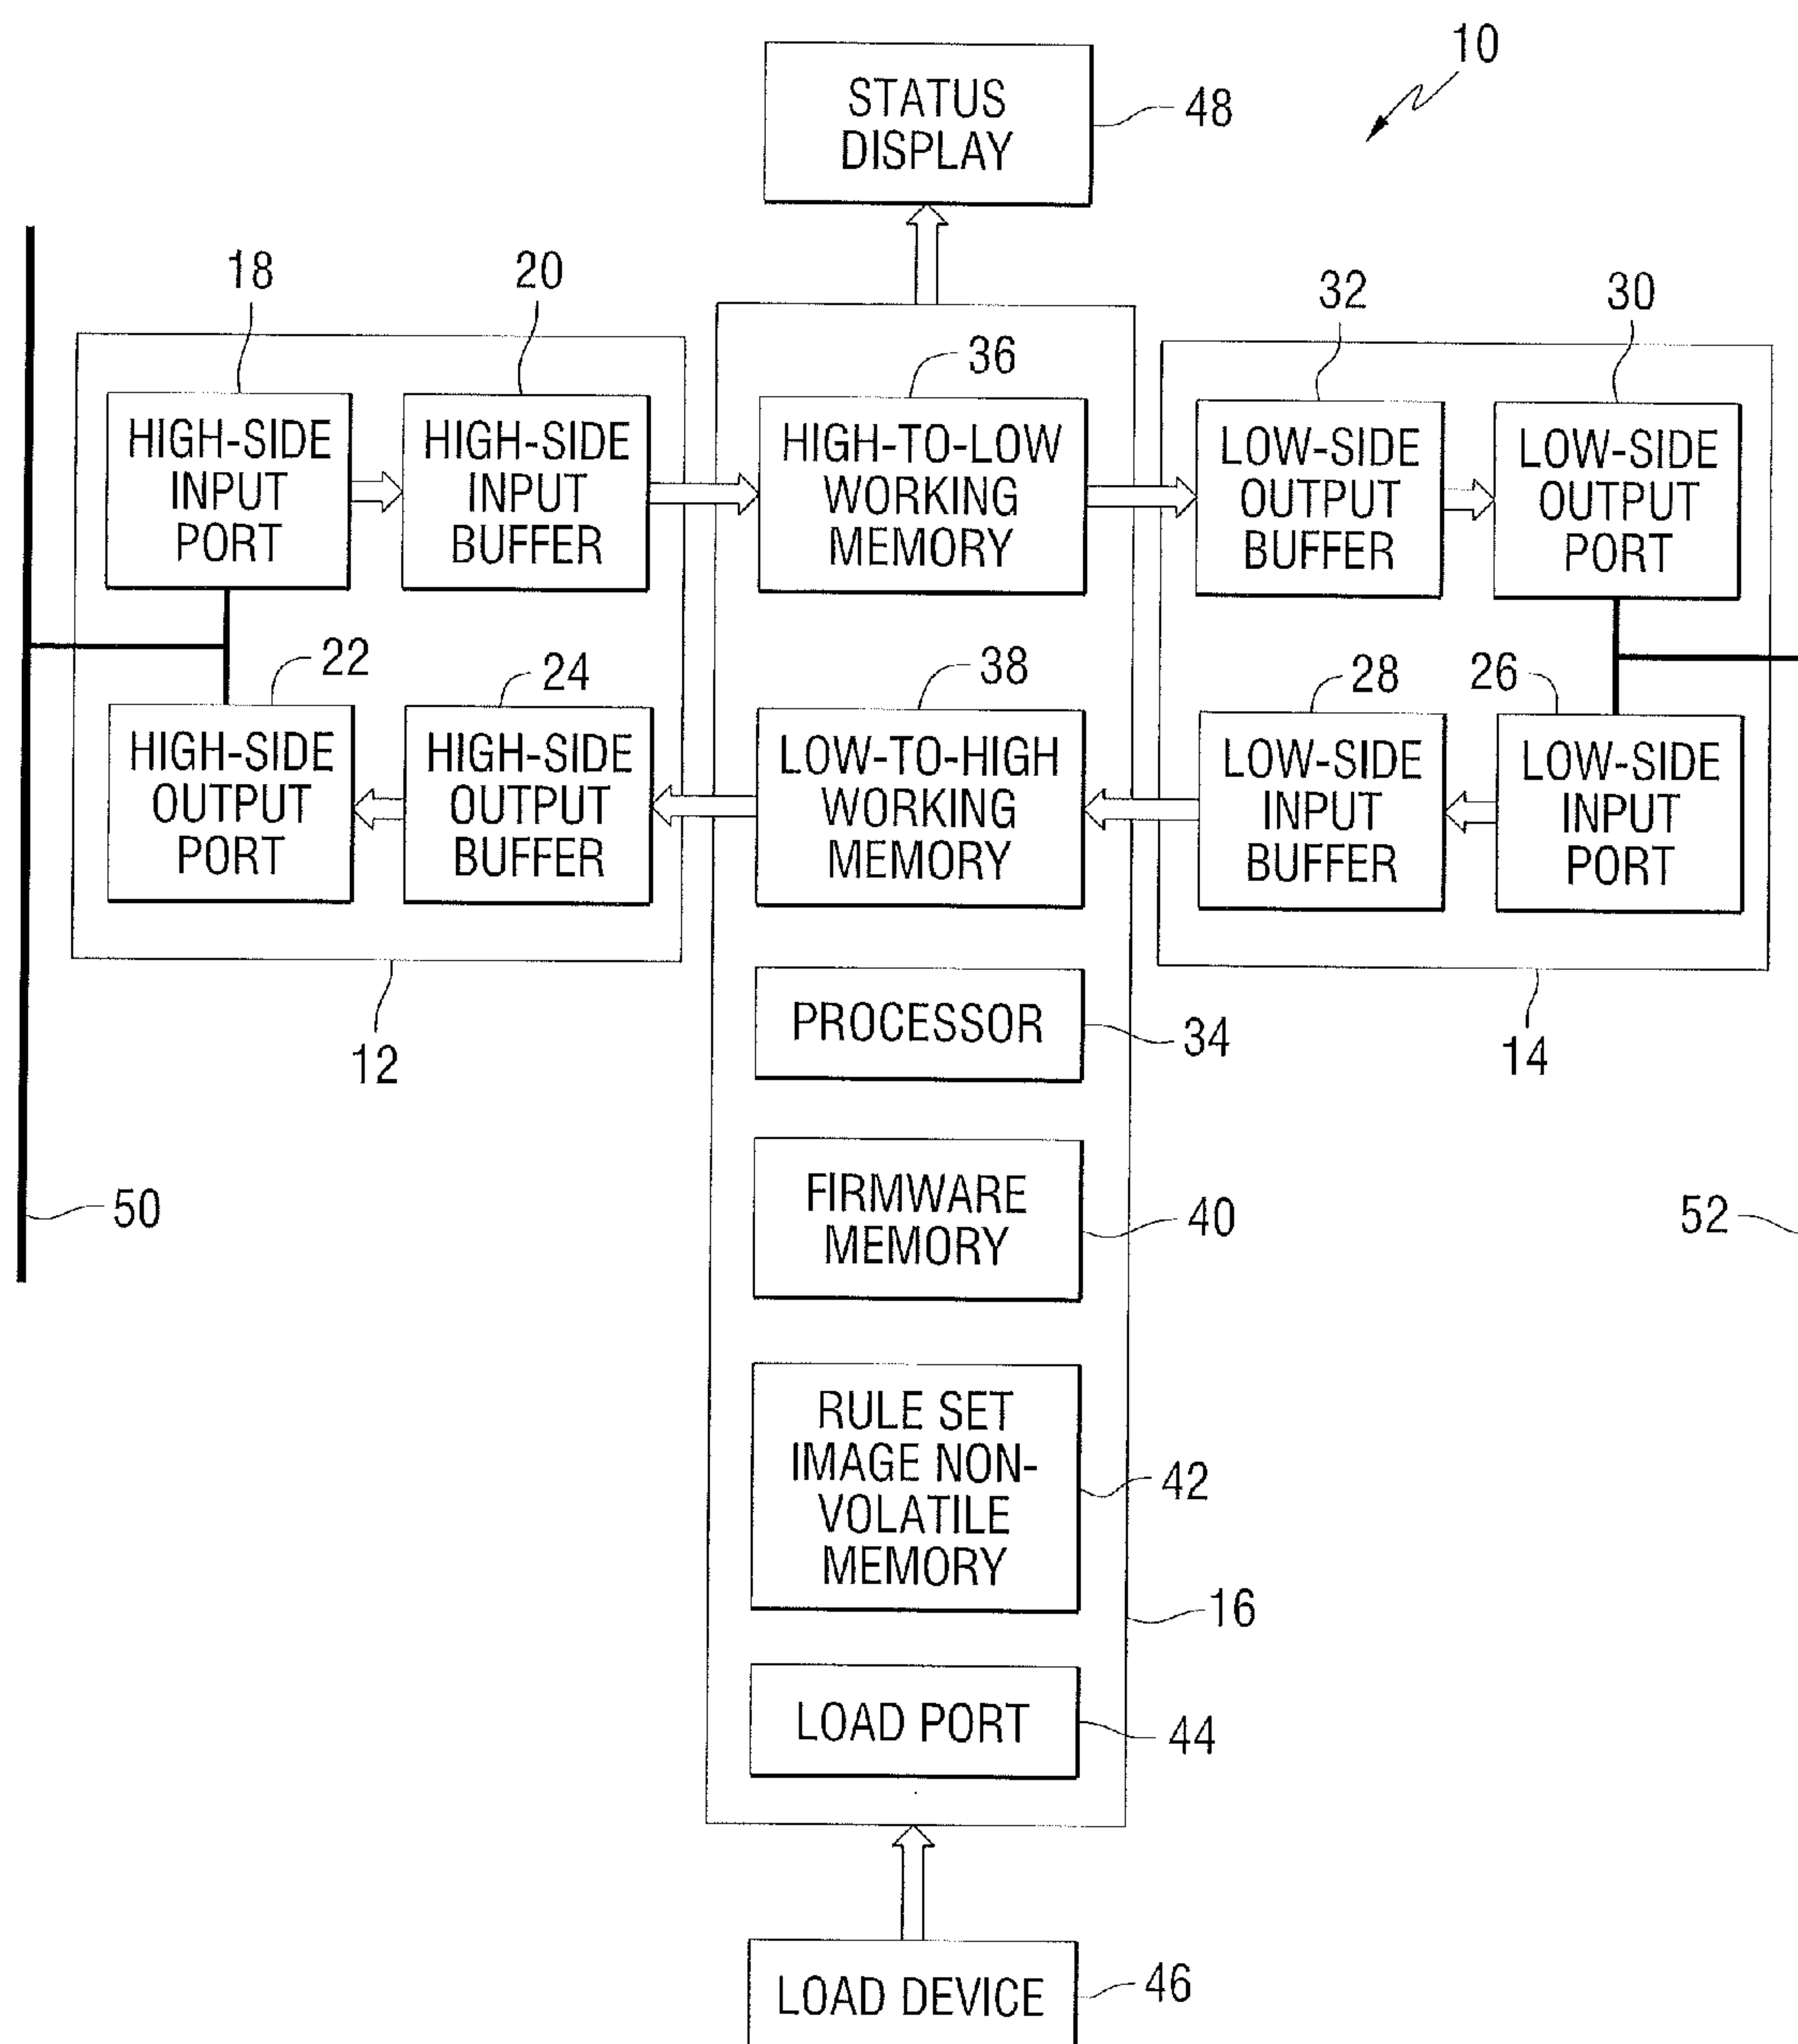 10
STATUS
DISPLAY
48
18
20
32
30
36
HIGH-SIDE
INPUT
PORT
HIGH-SIDE
INPUT
BUFFER
HIGH-TO-LOW
WORKING
MEMORY
LOW-SIDE
OUTPUT
BUFFER
LOW-SIDE
OUTPUT
PORT
22
24
38
28
26
HIGH-SIDE
OUTPUT
PORT
HIGH-SIDE
OUTPUT
BUFFER
LOW-TO-HIGH
WORKING
MEMORY
LOW-SIDE
INPUT
BUFFER
LOW-SIDE
INPUT
PORT
12
PROCESSOR
34
14
50
FIRMWARE
MEMORY
40
52
RULE SET
IMAGE NON-
VOLATILE
MEMORY
42
16
LOAD PORT
44
LOAD DEVICE
46